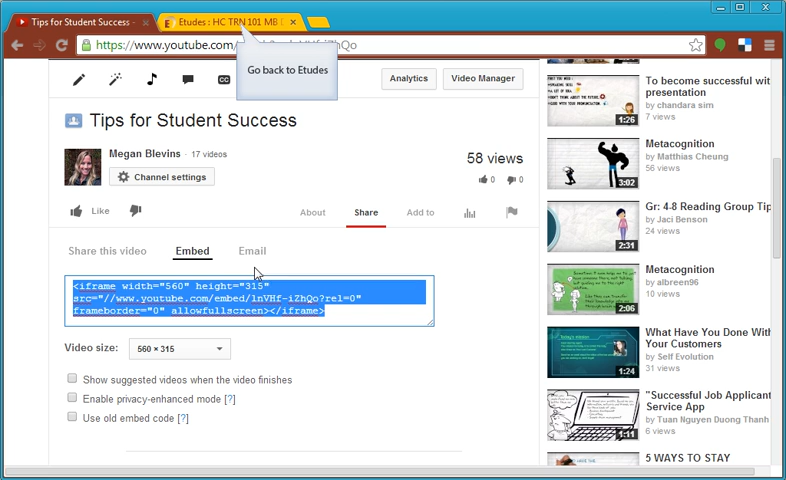 Tips for Student Success -
Etudes : HC TRN 101 MB
https://www.youtube.com/
Go back to Etudes
CC
Analytics
Video Manager
Tips for Student Success
Megan Blevins · 17 videos
Channel settings
58 views
0 0
Like
About
Share
Add to
Share this video
Embed
Email
<iframe width="560" height="315"
src="//www.youtube.com/embed/lnVHf-iZhQo?rel=0"
frameborder="0" allowfullscreen></iframe>
Video size:
560 × 315
Show suggested videos when the video finishes
Enable privacy-enhanced mode [?]
Use old embed code [?]
To become successful wit
presentation
by chandara sim
7 views
1:26
Metacognition
by Matthias Cheung
56 views
3:02
Gr: 4-8 Reading Group Tip
by Jaci Benson
24 views
2:31
Metacognition
by albreen96
10 views
2:06
What Have You Done With
Your Customers
by Self Evolution
31 views
1:24
"Successful Job Applicant
Service App
by Tuan Nguyen Duong Thanh
6 views
1:11
5 WAYS TO STAY